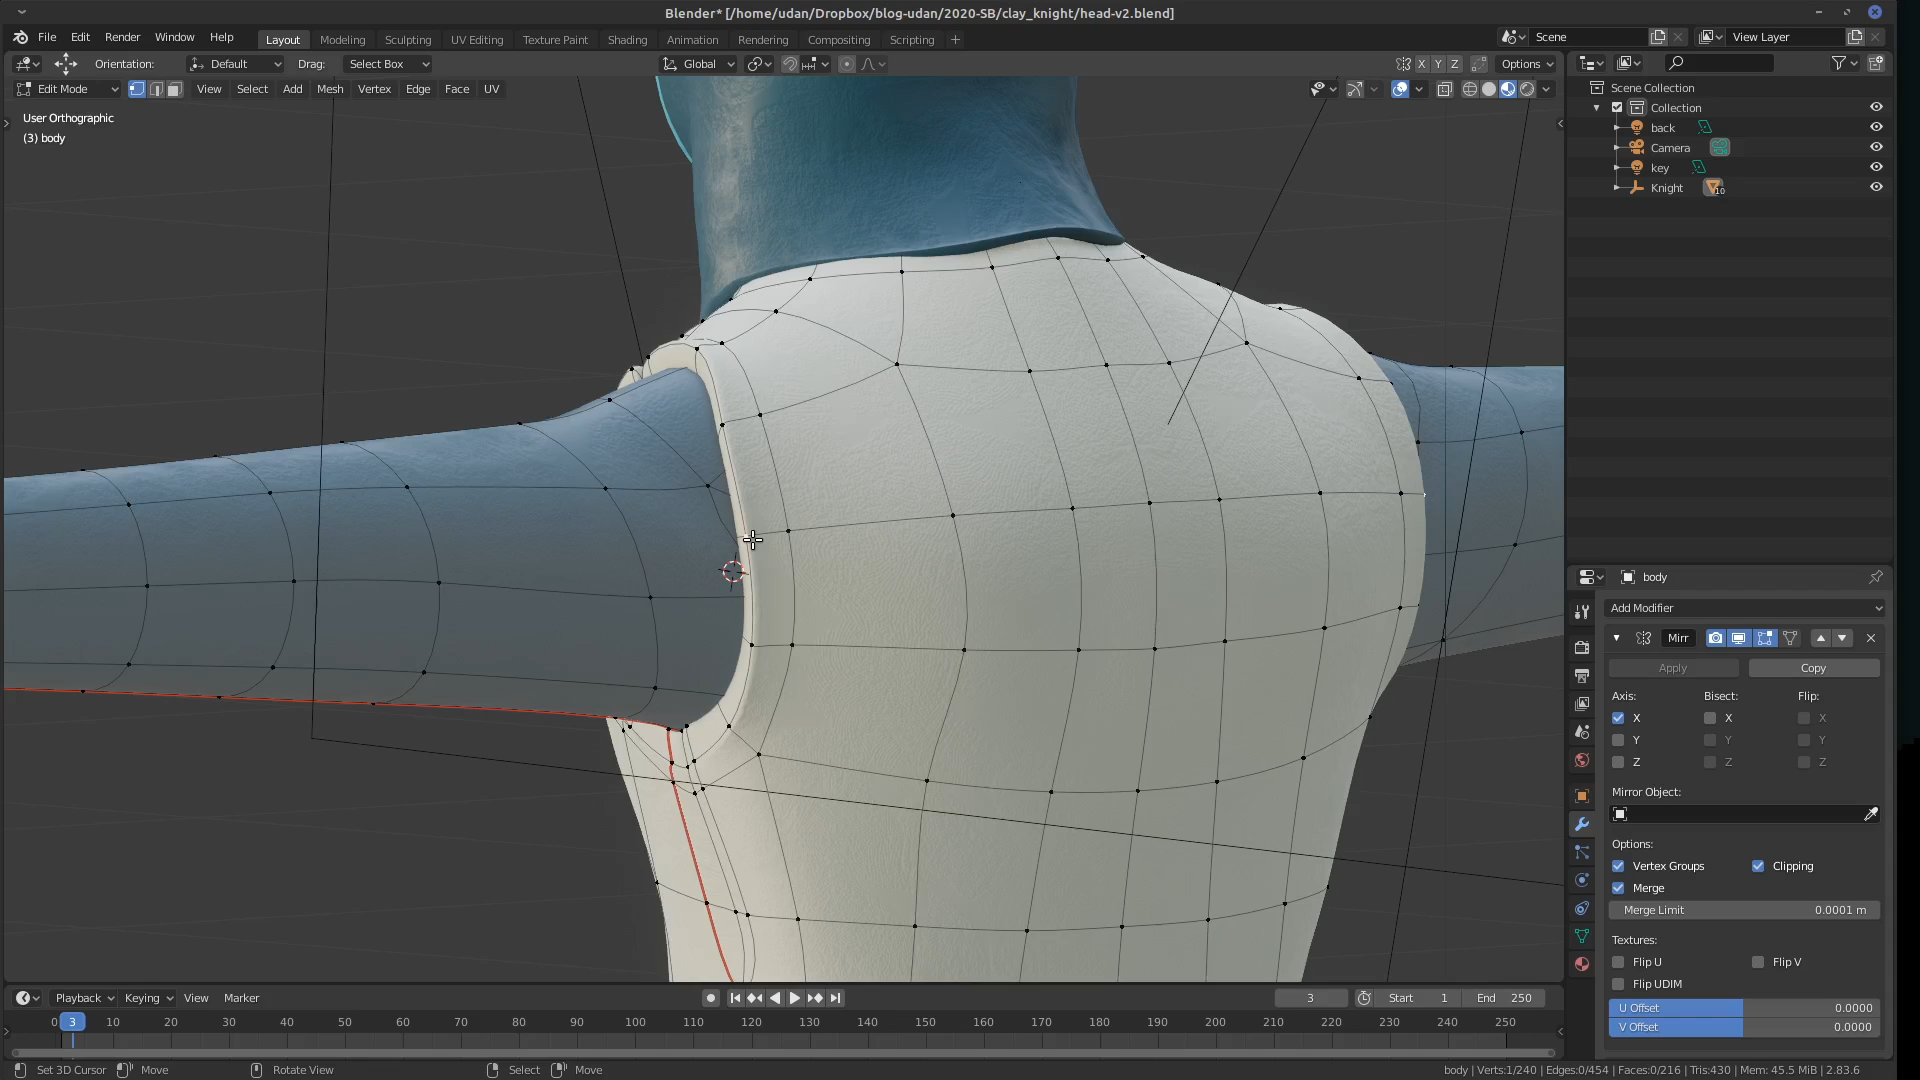 Blender* [/home/udan/Dropbox/blog-udan/2020-SB/clay_knight/head-v2.blend]
File Edit Render Window Help Layout Modeling Sculpting UV Editing Texture Paint Shading Animation Rendering Compositing Scripting + Scene View Layer
Orientation: Default Drag: Select Box Global X Y Z Options
Edit Mode View Select Add Mesh Vertex Edge Face UV
User Orthographic
(3) body
Scene Collection
Collection
back
Camera
key
Knight 10
body
Add Modifier
Mirr
Apply Copy
Axis: Bisect: Flip:
X X X
Y Y Y
Z Z Z
Mirror Object:
Options:
Vertex Groups Clipping
Merge
Merge Limit 0.0001 m
Textures:
Flip U Flip V
Flip UDIM
U Offset 0.0000
V Offset 0.0000
Playback Keying View Marker 3 Start 1 End 250
0 3 10 20 30 40 50 60 70 80 90 100 110 120 130 140 150 160 170 180 190 200 210 220 230 240 250
Set 3D Cursor Move Rotate View Select Move body | Verts:1/240 | Edges:0/454 | Faces:0/216 | Tris:430 | Mem: 45.5 MiB | 2.83.6